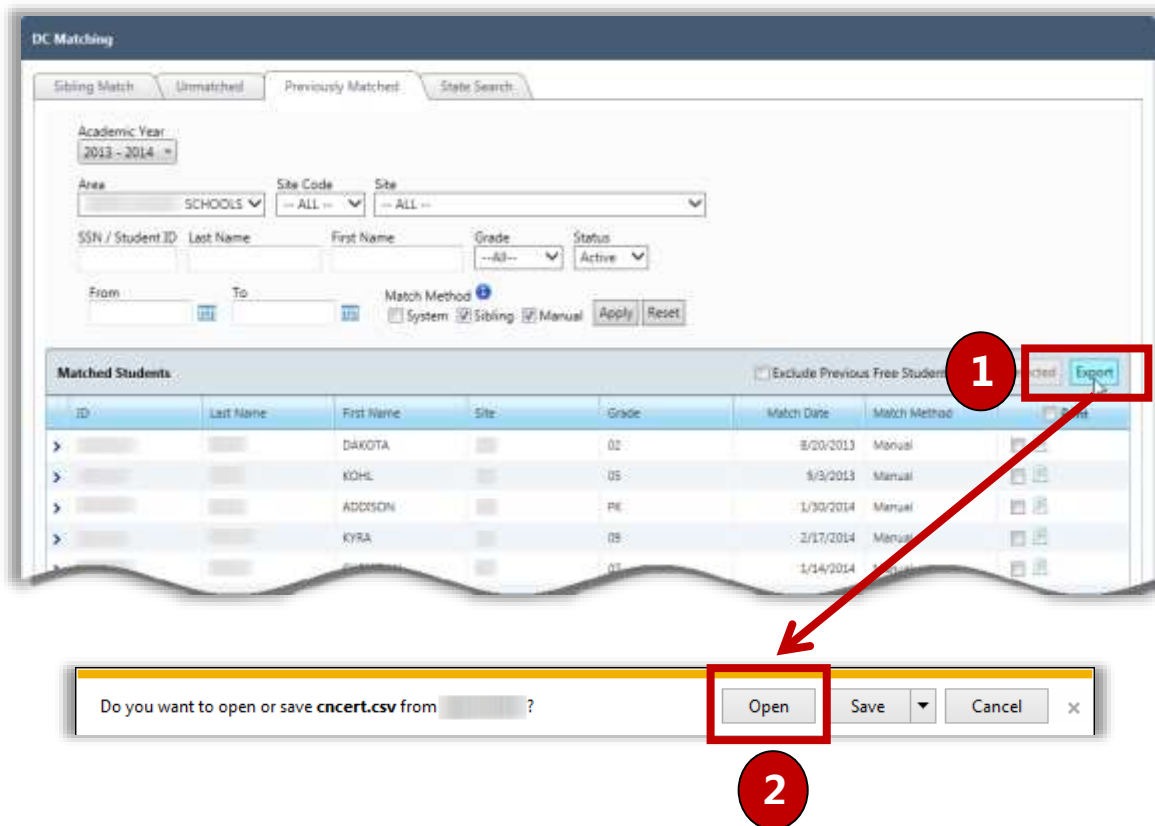 DC Matching
Sibling Match Unmatched Previously Matched State Search
Academic Year
2013 - 2014
Area Site Code Site
SCHOOLS -- ALL -- -- ALL --
SSN / Student ID Last Name First Name Grade Status
--All-- Active
From To Match Method
System Sibling Manual Apply Reset
Matched Students Exclude Previous Free 1 Export
ID Last Name First Name Site Grade Match Date Match Method
DAKOTA 02 8/20/2013 Manual
KOHL 05 9/3/2013 Manual
ADDISON PK 1/30/2014 Manual
KYRA 09 2/17/2014 Manual
1/14/2014
Do you want to open or save cncert.csv from ? Open Save Cancel ×
2